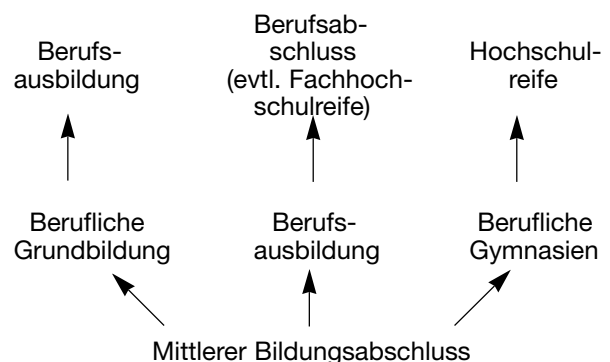 Berufs-
ausbildung
Berufsab-
schluss
(evtl. Fachhoch-
schulreife)
Hochschul-
reife
Berufliche
Grundbildung
Berufs-
ausbildung
Berufliche
Gymnasien
Mittlerer Bildungsabschluss